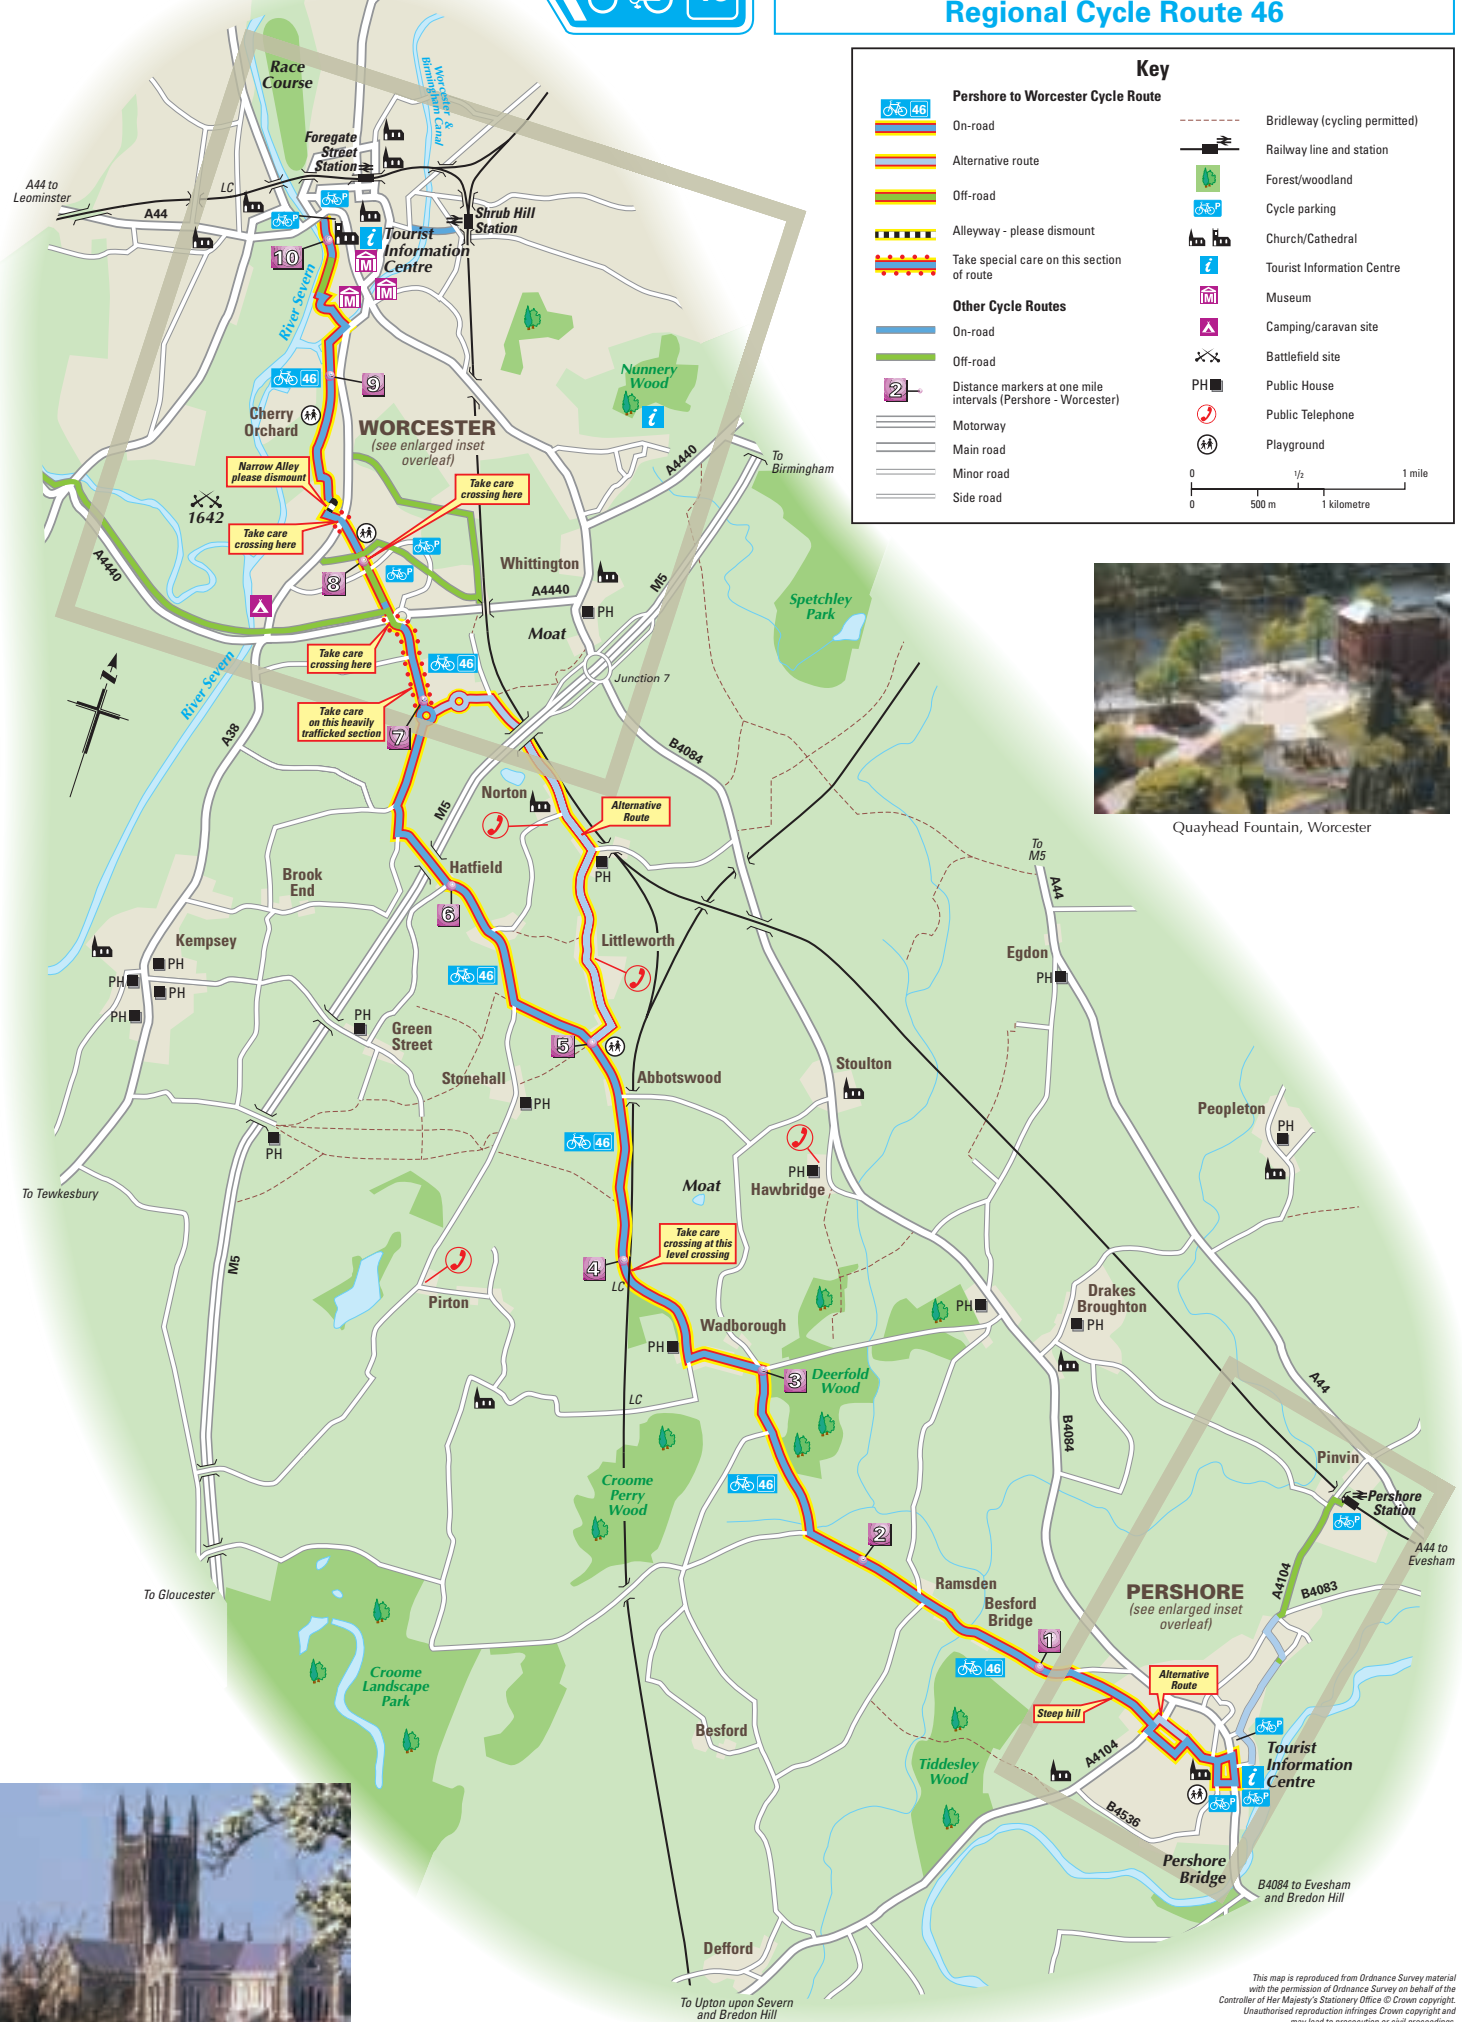 Regional Cycle Route 46
Key
Pershore to Worcester Cycle Route
46
On-road
Alternative route
Off-road
Alleyway - please dismount
Take special care on this section
of route
Other Cycle Routes
On-road
Off-road
2
Distance markers at one mile
intervals (Pershore - Worcester)
Motorway
Main road
Minor road
Side road
Bridleway (cycling permitted)
Railway line and station
Forest/woodland
P
Cycle parking
Church/Cathedral
i
Tourist Information Centre
M
Museum
Camping/caravan site
Battlefield site
PH
Public House
Public Telephone
Playground
0
1/2
1 mile
0
500 m
1 kilometre
Race
Course
Worcester &
Birmingham Canal
Foregate
Street
Station
A44 to
Leominster
LC
A44
P
P
Shrub Hill
Station
i
Tourist
Information
Centre
10
M
M
M
River Severn
46
9
Nunnery
Wood
i
Cherry
Orchard
WORCESTER
(see enlarged inset
overleaf)
A4440
To
Birmingham
Narrow Alley
please dismount
Take care
crossing here
1642
Take care
crossing here
P
P
8
Whittington
A4440
A4440
M5
PH
Moat
Spetchley
Park
Take care
crossing here
46
Junction 7
River Severn
Take care
on this heavily
trafficked section
7
A38
B4084
Quayhead Fountain, Worcester
M5
Norton
Alternative
Route
PH
To
M5
A44
Brook
End
Hatfield
6
Kempsey
PH
PH
PH
PH
Littleworth
Egdon
PH
46
PH
Green
Street
5
Stonehall
PH
Abbotswood
Stoulton
Peopleton
PH
PH
46
PH
Hawbridge
Moat
To Tewkesbury
M5
Take care
crossing at this
level crossing
4
LC
Pirton
Drakes
Broughton
PH
PH
Wadborough
PH
3
Deerfold
Wood
LC
A44
B4084
Croome
Perry
Wood
46
Pinvin
Pershore
Station
P
A44 to
Evesham
2
To Gloucester
Ramsden
Besford
Bridge
PERSHORE
(see enlarged inset
overleaf)
A4104
B4083
1
46
Alternative
Route
Steep hill
Croome
Landscape
Park
Besford
P
Tourist
Information
Centre
i
P
P
A4104
Tiddesley
Wood
B4536
Pershore
Bridge
B4084 to Evesham
and Bredon Hill
Defford
To Upton upon Severn
and Bredon Hill
This map is reproduced from Ordnance Survey material
with the permission of Ordnance Survey on behalf of the
Controller of Her Majesty's Stationery Office © Crown copyright.
Unauthorised reproduction infringes Crown copyright and
may lead to prosecution or civil proceedings.